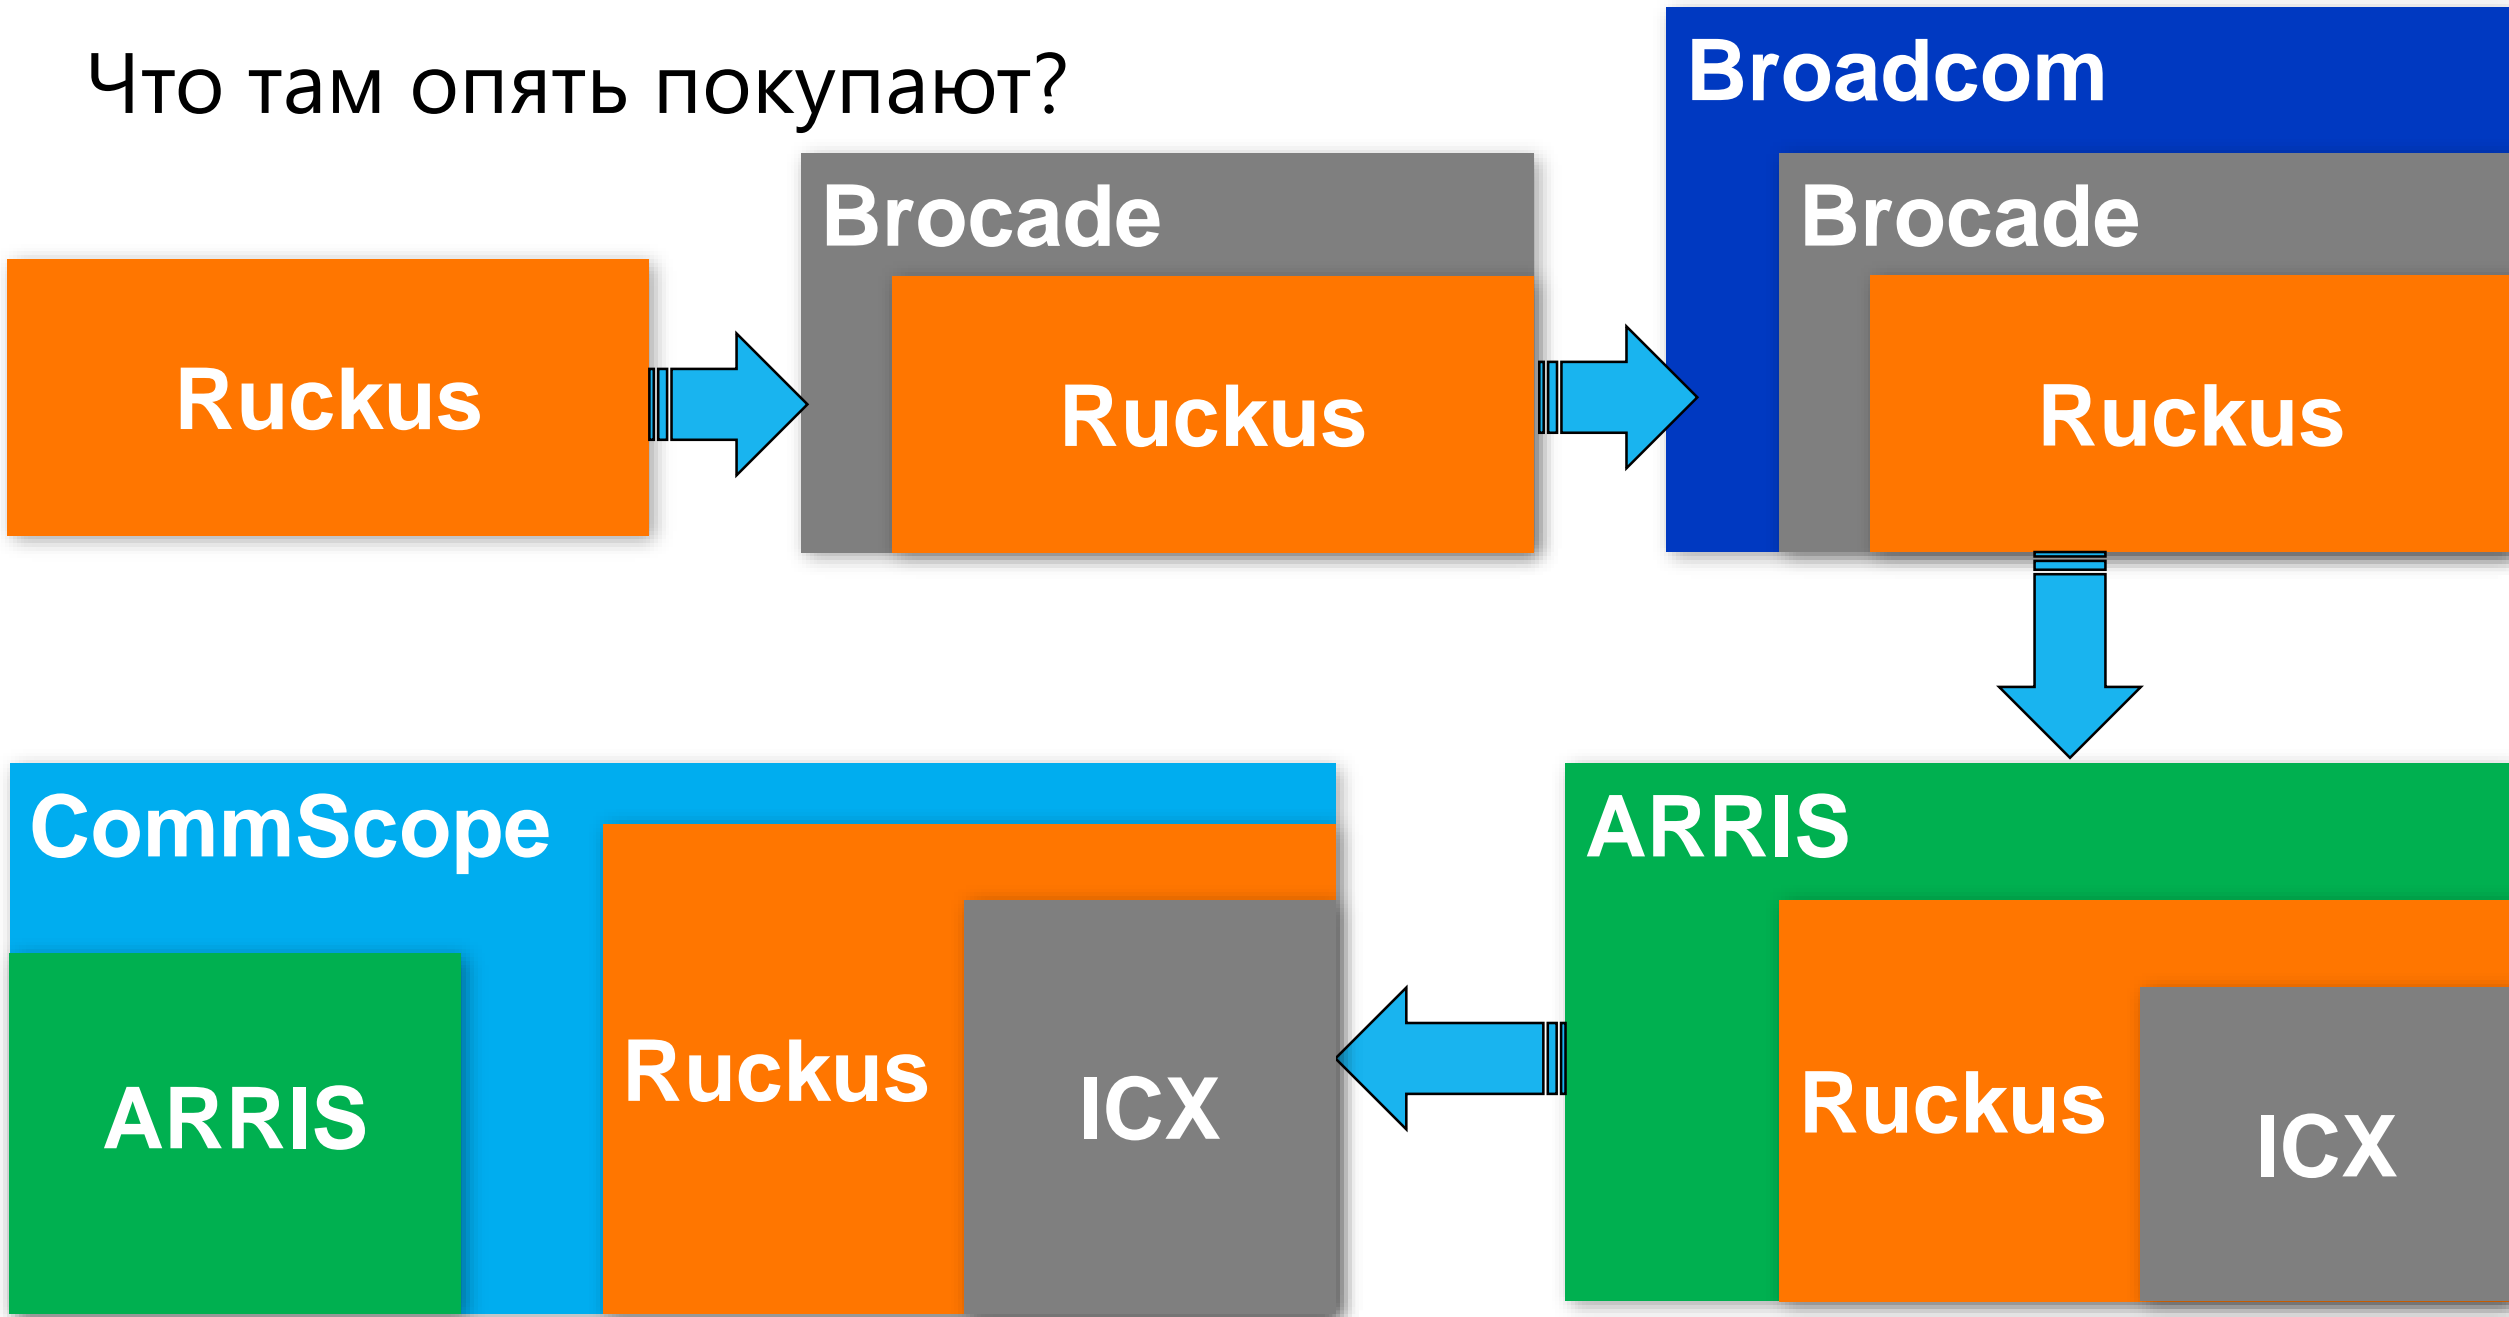 Что там опять покупают?
Ruckus
Brocade
Ruckus
Broadcom
Brocade
Ruckus
ARRIS
Ruckus
ICX
CommScope
ARRIS
Ruckus
ICX